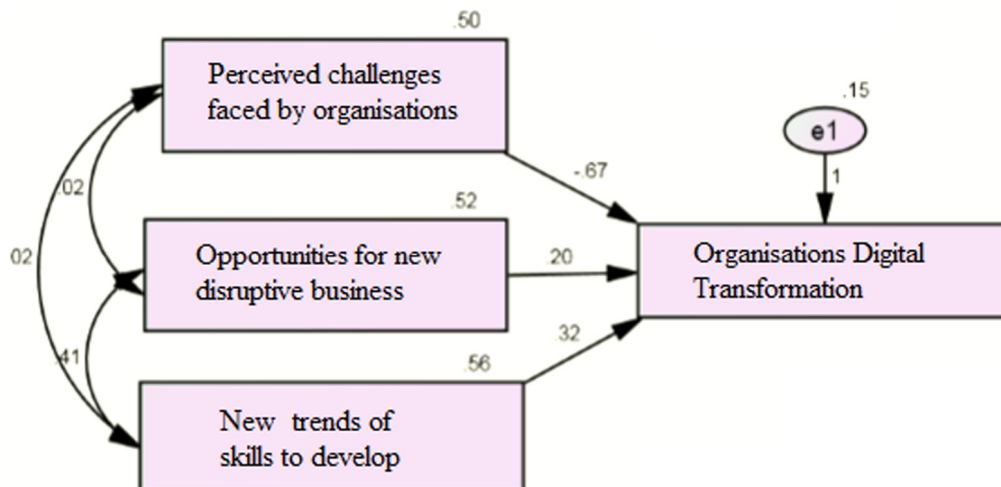 .50
Perceived challenges
faced by organisations
.15
e1
-.67
1
.02
.52
Opportunities for new
disruptive business
.20
Organisations Digital
Transformation
02
.32
.41
.56
New trends of
skills to develop